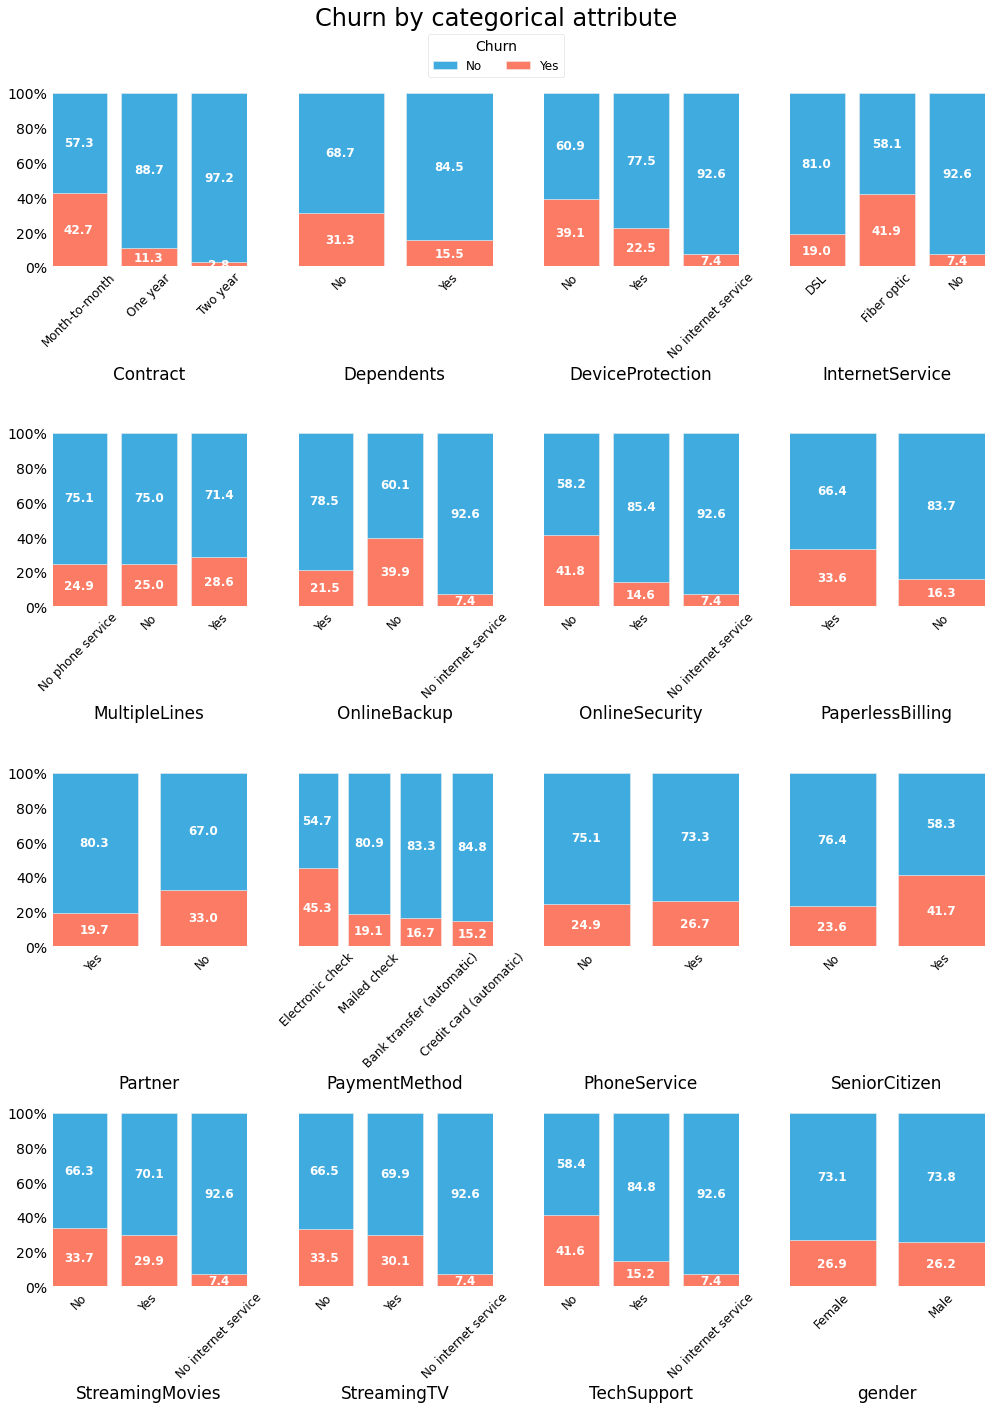 Churn by categorical attribute
Churn
No Yes
100%
80%
60%
40%
20%
0%
57.3 88.7 97.2
42.7 11.3 2.8
Month-to-month One year Two year
Contract
68.7 84.5
31.3 15.5
No Yes
Dependents
60.9 77.5 92.6
39.1 22.5 7.4
No Yes No internet service
DeviceProtection
81.0 58.1 92.6
19.0 41.9 7.4
DSL Fiber optic No
InternetService
100%
80%
60%
40%
20%
0%
75.1 75.0 71.4
24.9 25.0 28.6
No phone service No Yes
MultipleLines
78.5 60.1 92.6
21.5 39.9 7.4
Yes No No internet service
OnlineBackup
58.2 85.4 92.6
41.8 14.6 7.4
No Yes No internet service
OnlineSecurity
66.4 83.7
33.6 16.3
Yes No
PaperlessBilling
100%
80%
60%
40%
20%
0%
80.3 67.0
19.7 33.0
Yes No
Partner
54.7 80.9 83.3 84.8
45.3 19.1 16.7 15.2
Electronic check Mailed check Bank transfer (automatic) Credit card (automatic)
PaymentMethod
75.1 73.3
24.9 26.7
No Yes
PhoneService
76.4 58.3
23.6 41.7
No Yes
SeniorCitizen
100%
80%
60%
40%
20%
0%
66.3 70.1 92.6
33.7 29.9 7.4
No Yes No internet service
StreamingMovies
66.5 69.9 92.6
33.5 30.1 7.4
No Yes No internet service
StreamingTV
58.4 84.8 92.6
41.6 15.2 7.4
No Yes No internet service
TechSupport
73.1 73.8
26.9 26.2
Female Male
gender